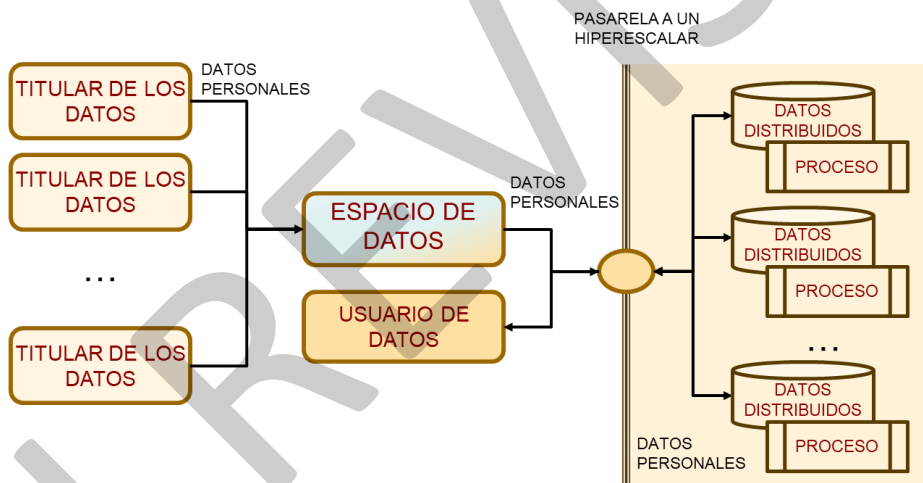 PASARELA A UN
HIPERESCALAR
DATOS
PERSONALES
TITULAR DE LOS
DATOS
TITULAR DE LOS
DATOS
...
TITULAR DE LOS
DATOS
ESPACIO DE
DATOS
USUARIO DE
DATOS
DATOS
PERSONALES
DATOS
DISTRIBUIDOS
PROCESO
DATOS
DISTRIBUIDOS
PROCESO
...
DATOS
DISTRIBUIDOS
PROCESO
DATOS
PERSONALES